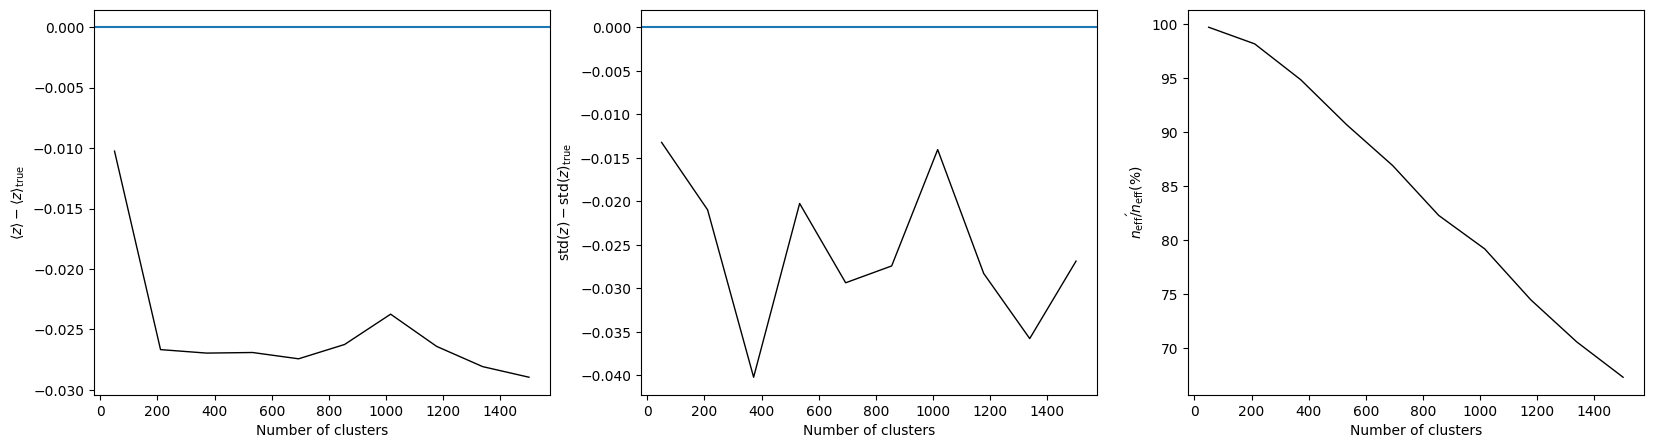 0.000
−0.005
−0.010
−0.015
−0.020
−0.025
−0.030
⟨z⟩ − ⟨z⟩true
0 200 400 600 800 1000 1200 1400
Number of clusters
0.000
−0.005
−0.010
−0.015
−0.020
−0.025
−0.030
−0.035
−0.040
std(z) − std(z)true
0 200 400 600 800 1000 1200 1400
Number of clusters
100
95
90
85
80
75
70
neff′/neff(%)
0 200 400 600 800 1000 1200 1400
Number of clusters